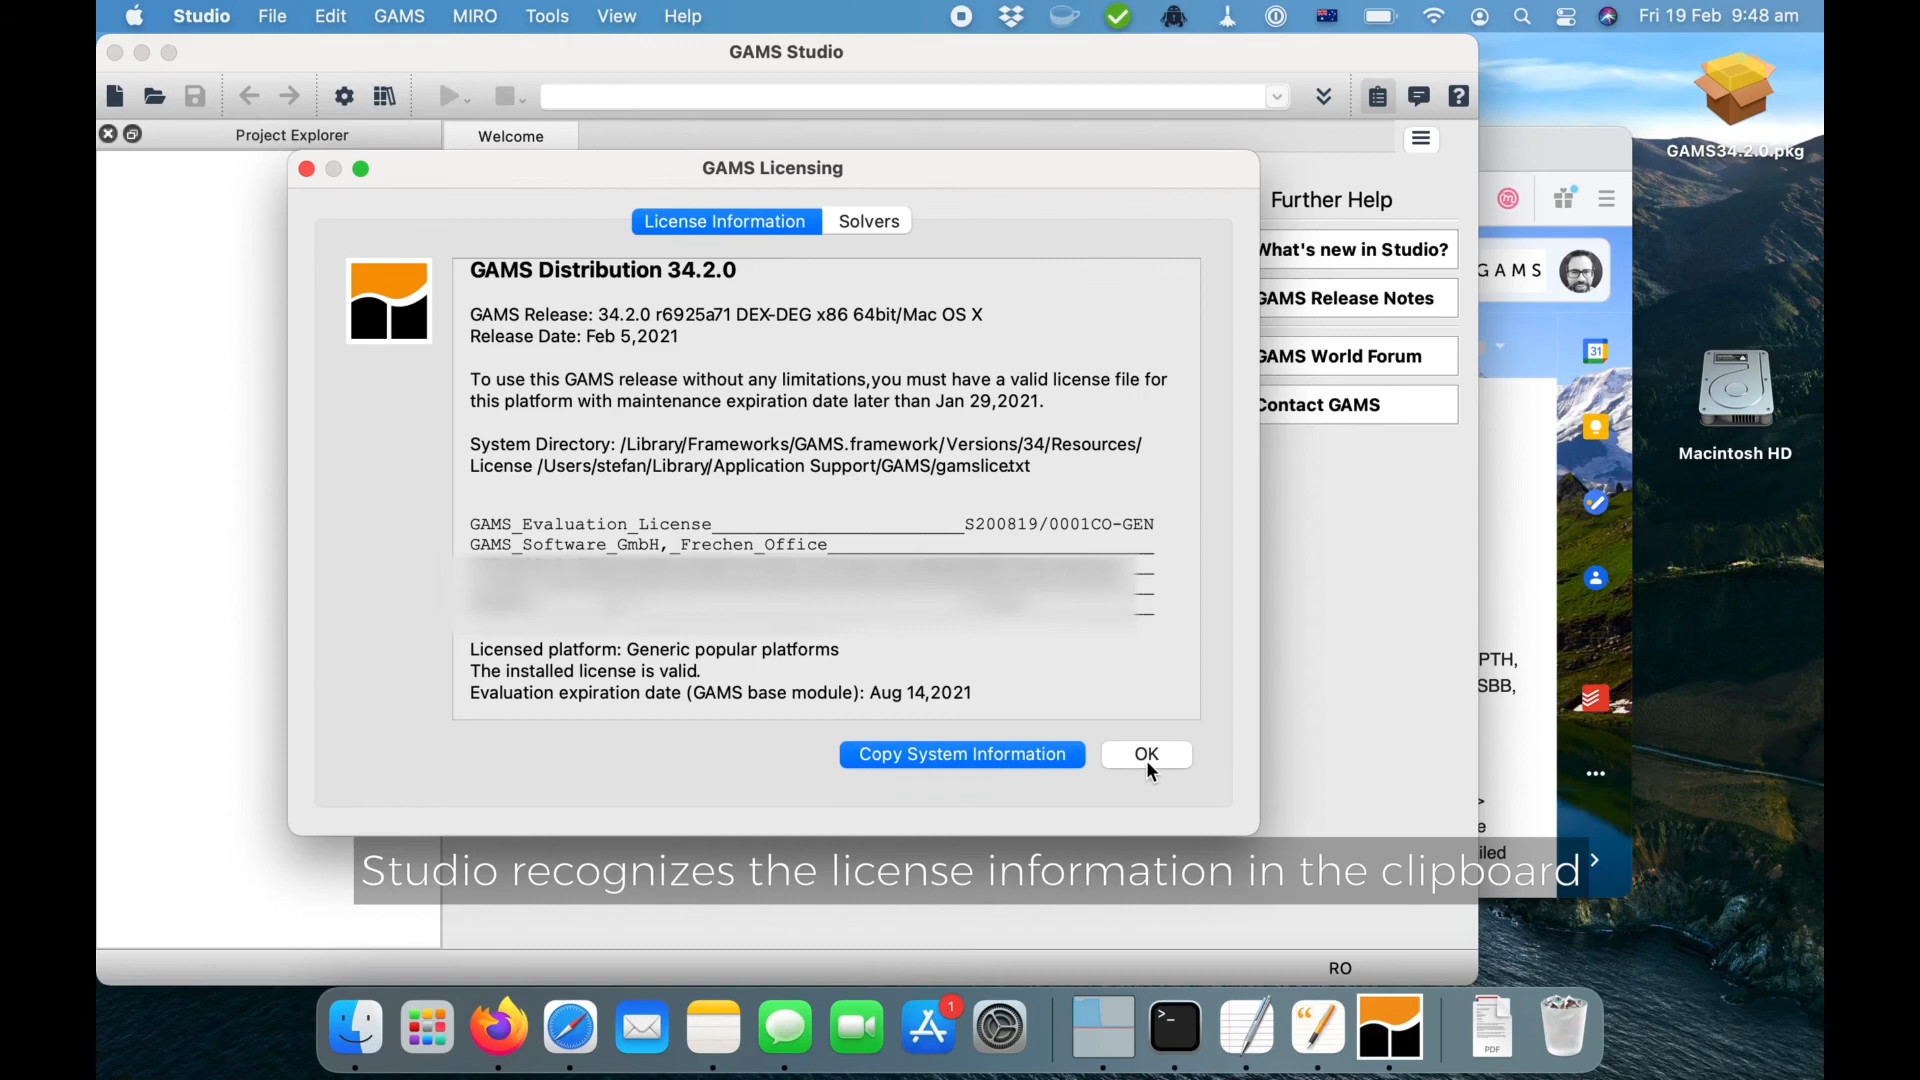 Studio File Edit GAMS MIRO Tools View Help Fri 19 Feb 9:48 am
GAMS Studio
Project Explorer
Welcome
GAMS34.2.0.pkg
GAMS Licensing
License Information Solvers
Further Help
GAMS Distribution 34.2.0
What's new in Studio?
GAMS
GAMS Release: 34.2.0 r6925a71 DEX-DEG x86 64bit/Mac OS X
GAMS Release Notes
Release Date: Feb 5,2021
GAMS World Forum
31
To use this GAMS release without any limitations,you must have a valid license file for
this platform with maintenance expiration date later than Jan 29,2021.
Contact GAMS
System Directory: /Library/Frameworks/GAMS.framework/Versions/34/Resources/
License /Users/stefan/Library/Application Support/GAMS/gamslice.txt
Macintosh HD
GAMS_Evaluation_License________________________S200819/0001CO-GEN
GAMS_Software_GmbH,_Frechen_Office_______________________________
Licensed platform: Generic popular platforms
The installed license is valid.
Evaluation expiration date (GAMS base module): Aug 14,2021
PTH,
SBB,
Copy System Information OK
iled
Studio recognizes the license information in the clipboard
RO
1
PDF